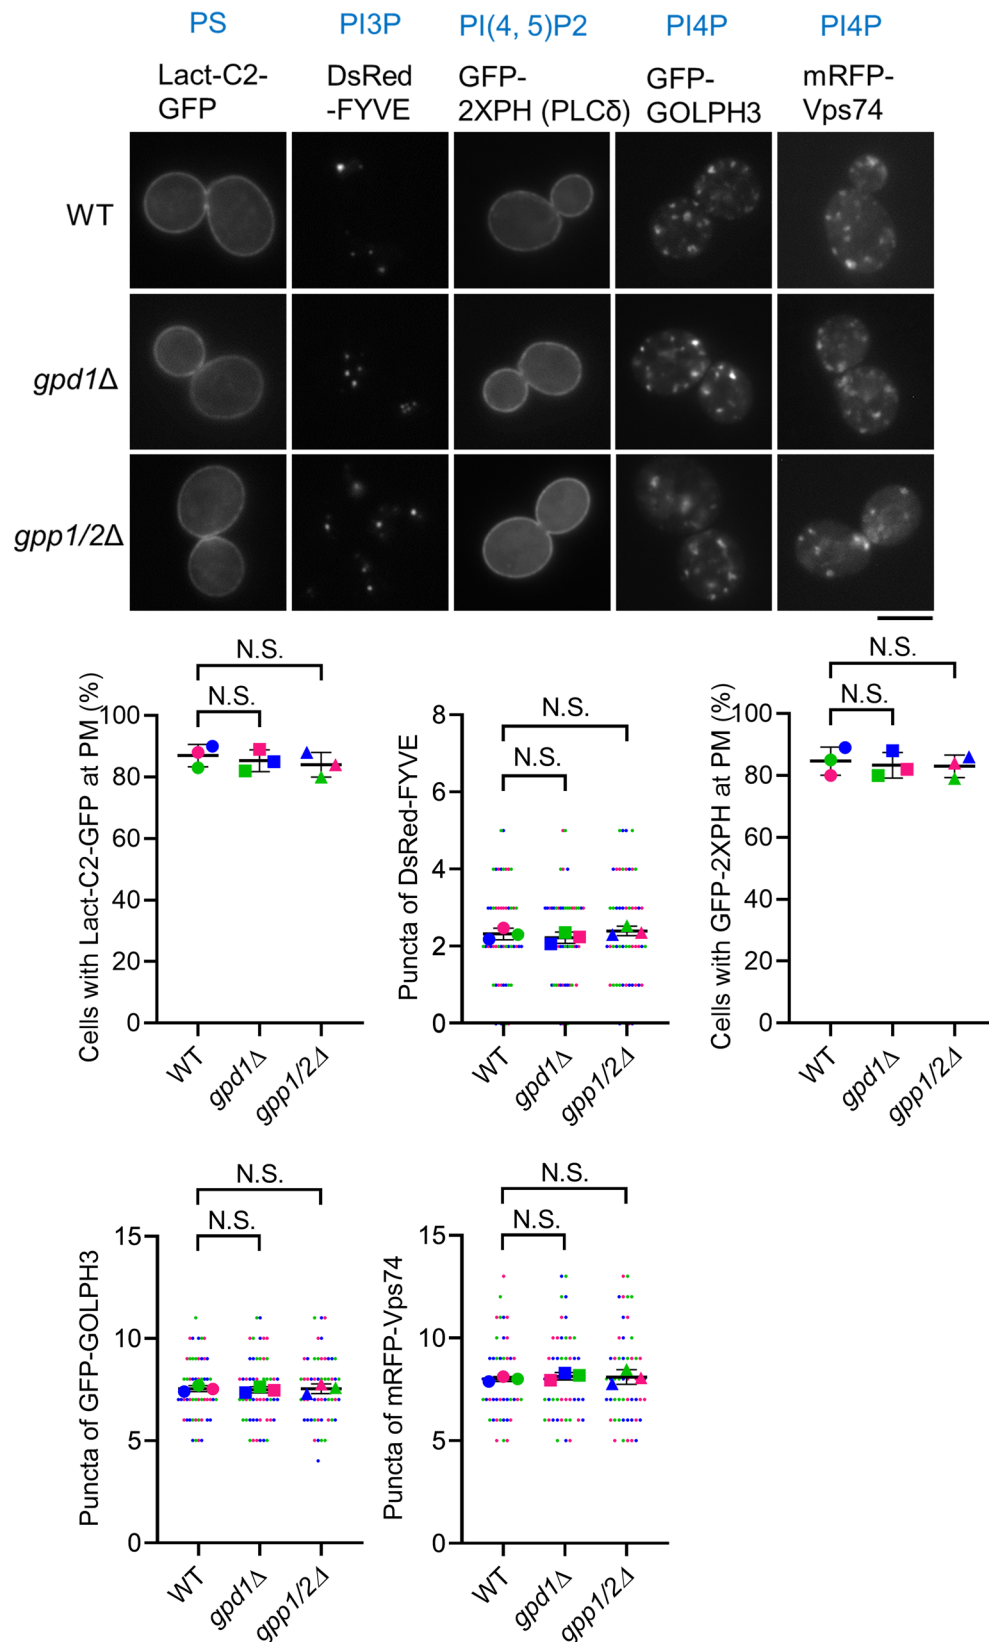 PS PI3P PI(4, 5)P2 PI4P PI4P
Lact-C2-
GFP
DsRed
-FYVE
GFP-
2XPH (PLCδ)
GFP-
GOLPH3
mRFP-
Vps74
WT
gpd1Δ
gpp1/2Δ
Cells with Lact-C2-GFP at PM (%)
N.S.
N.S.
100
80
60
40
20
0
WT
gpd1Δ
gpp1/2Δ
Puncta of DsRed-FYVE
N.S.
N.S.
8
6
4
2
0
WT
gpd1Δ
gpp1/2Δ
Cells with GFP-2XPH at PM (%)
N.S.
N.S.
100
80
60
40
20
0
WT
gpd1Δ
gpp1/2Δ
Puncta of GFP-GOLPH3
N.S.
N.S.
15
10
5
0
WT
gpd1Δ
gpp1/2Δ
Puncta of mRFP-Vps74
N.S.
N.S.
15
10
5
0
WT
gpd1Δ
gpp1/2Δ